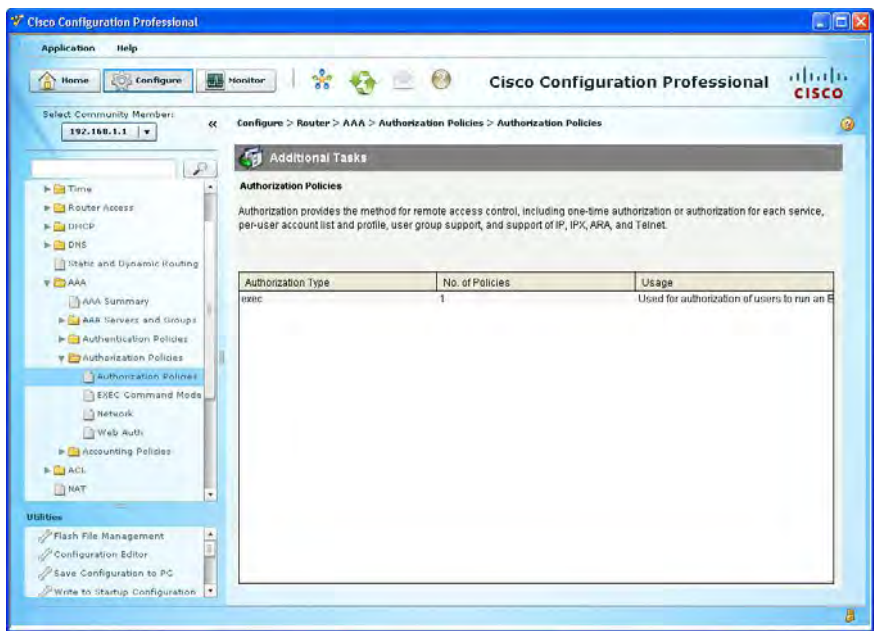 Cisco Configuration Professional
Application Help
Home Configure Monitor
Cisco Configuration Professional
CISCO
Select Community Member:
192.168.1.1
Configure > Router > AAA > Authorization Policies > Authorization Policies
Additional Tasks
Time
Router Access
DHCP
DNS
Static and Dynamic Routing
AAA
AAA Summary
AAA Servers and Groups
Authentication Policies
Authorization Policies
Authorization Policies
EXEC Command Mode
Network
Web Auth
Accounting Policies
ACL
NAT
Utilities
Flash File Management
Configuration Editor
Save Configuration to PC
Write to Startup Configuration
Authorization Policies
Authorization provides the method for remote access control, including one-time authorization or authorization for each service,
per-user account list and profile, user group support, and support of IP, IPX, ARA, and Telnet.
Authorization Type No. of Policies Usage
exec 1 Used for authorization of users to run an E